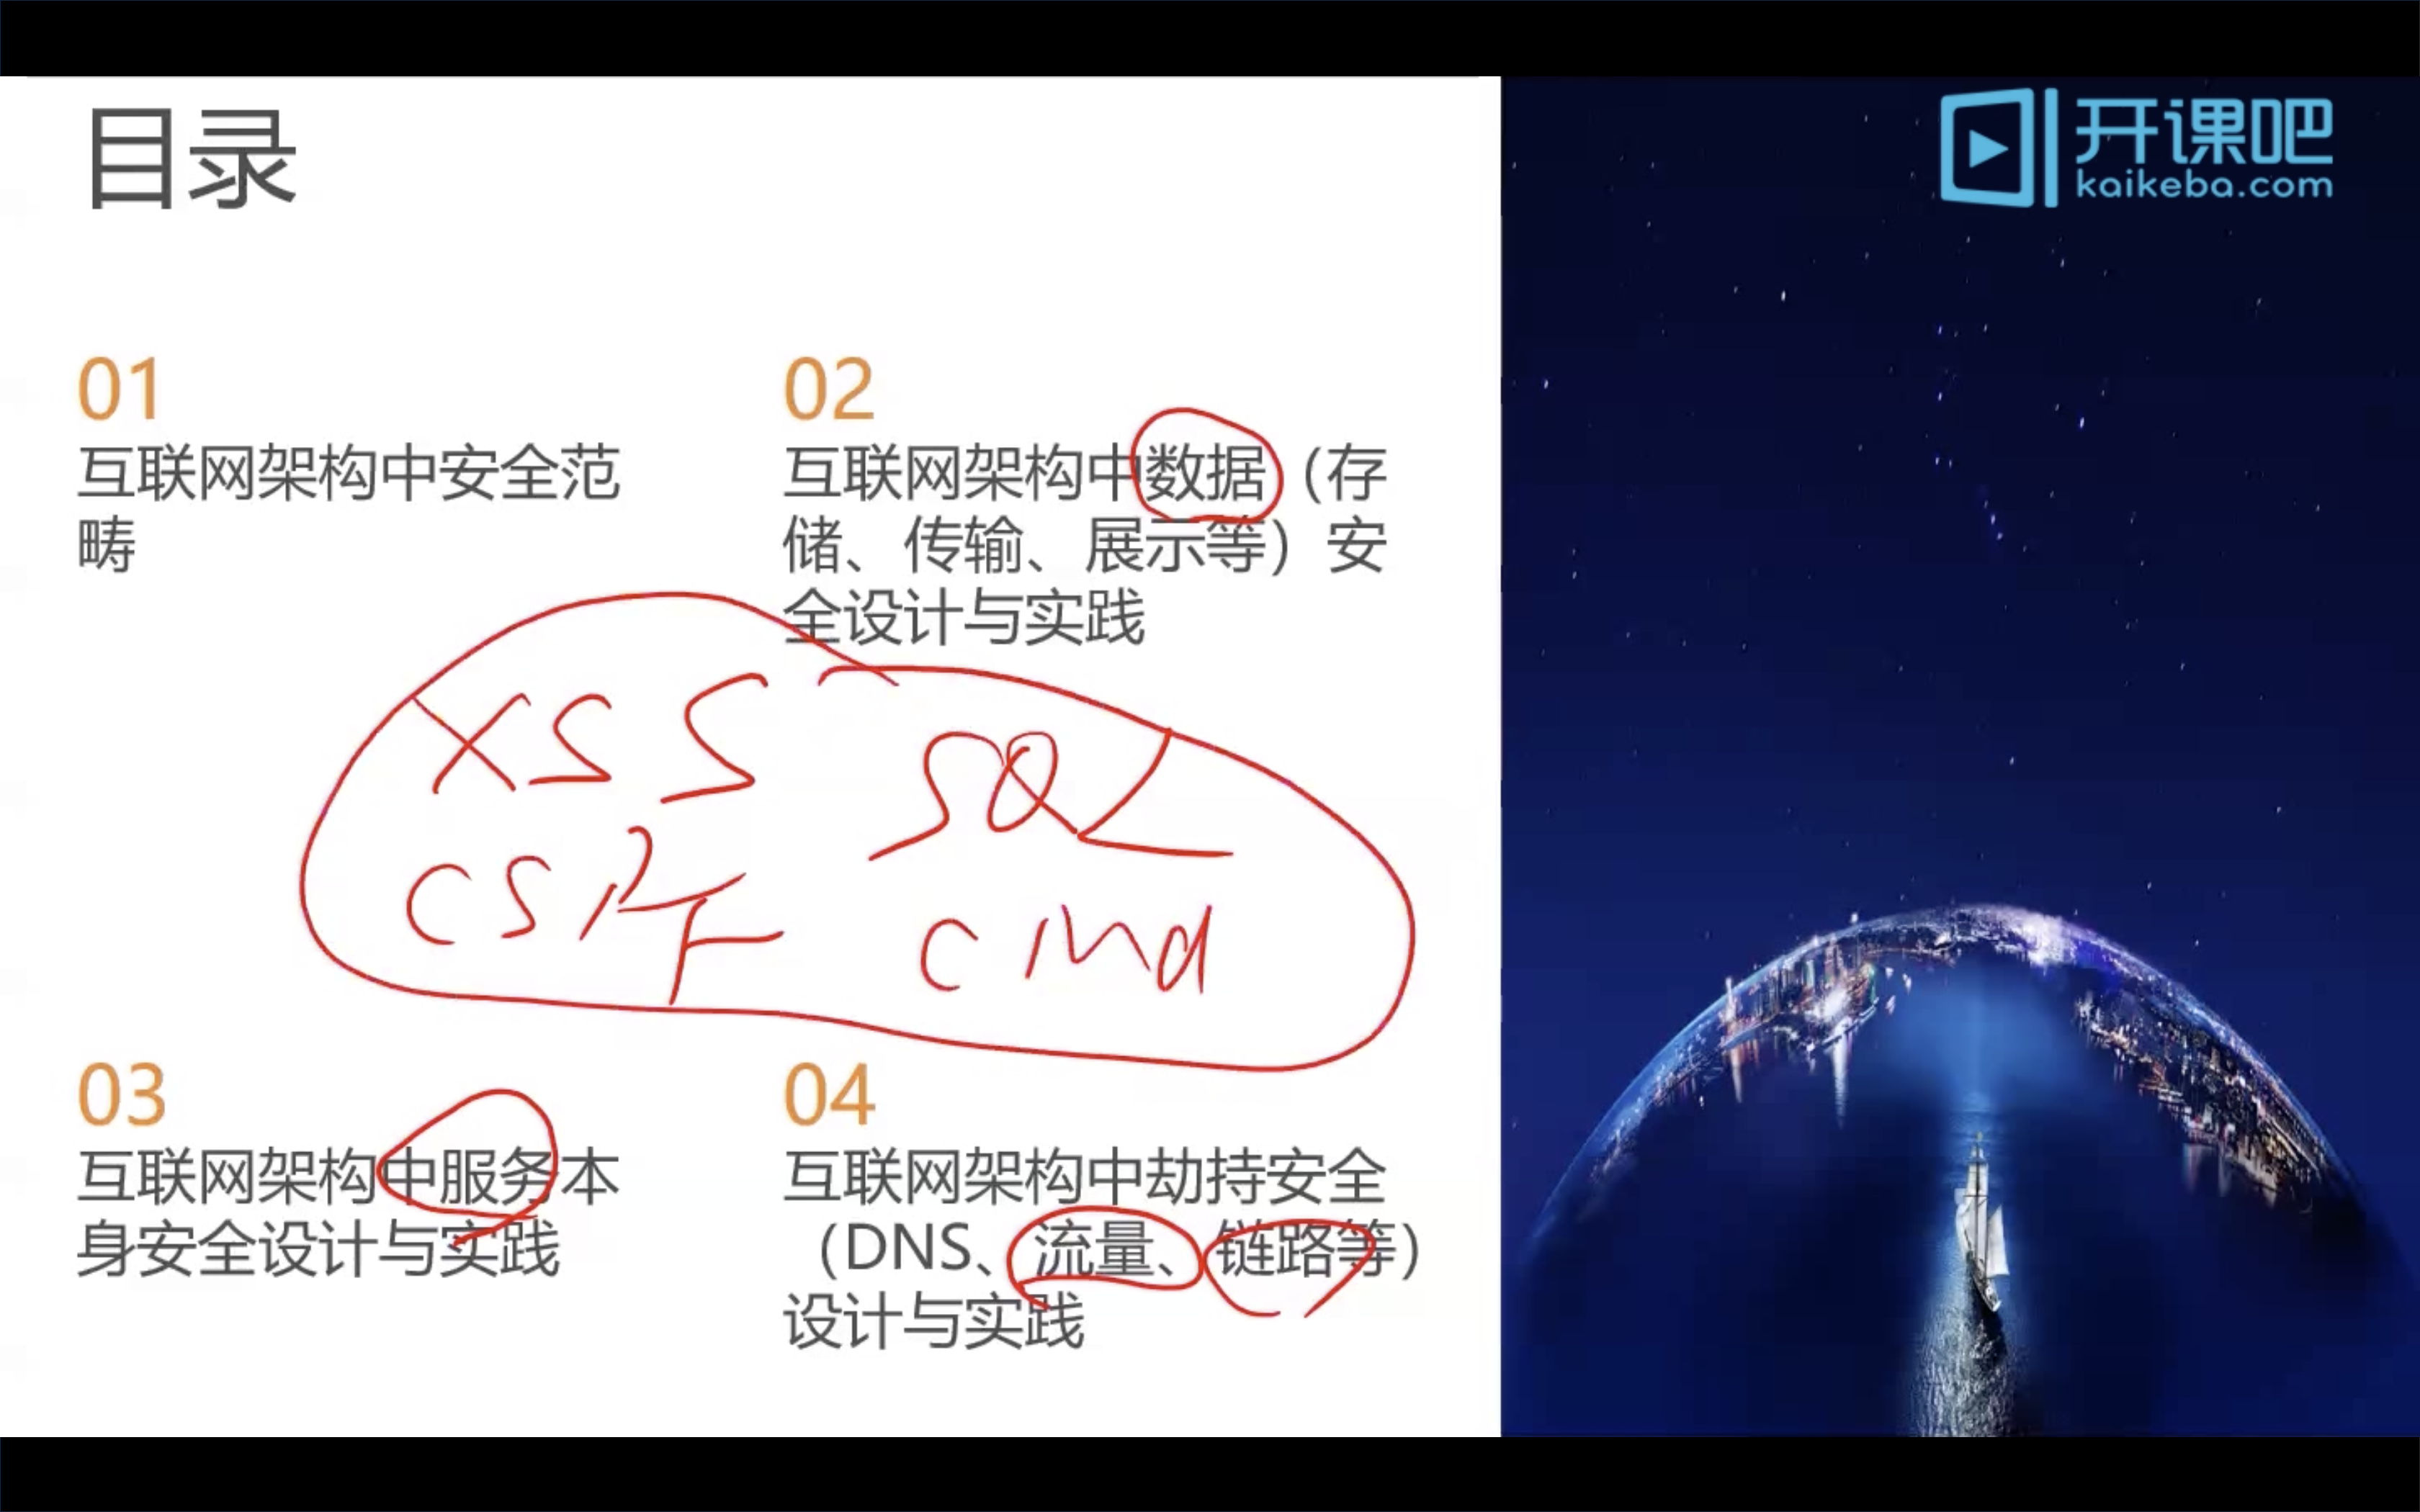 目录
开课吧
kaikeba.com
01
互联网架构中安全范
畴
02
互联网架构中数据（存
储、传输、展示等）安
全设计与实践
XSS
SQL
CSRF
cmd
03
互联网架构中服务本
身安全设计与实践
04
互联网架构中劫持安全
（DNS、流量、链路等）
设计与实践